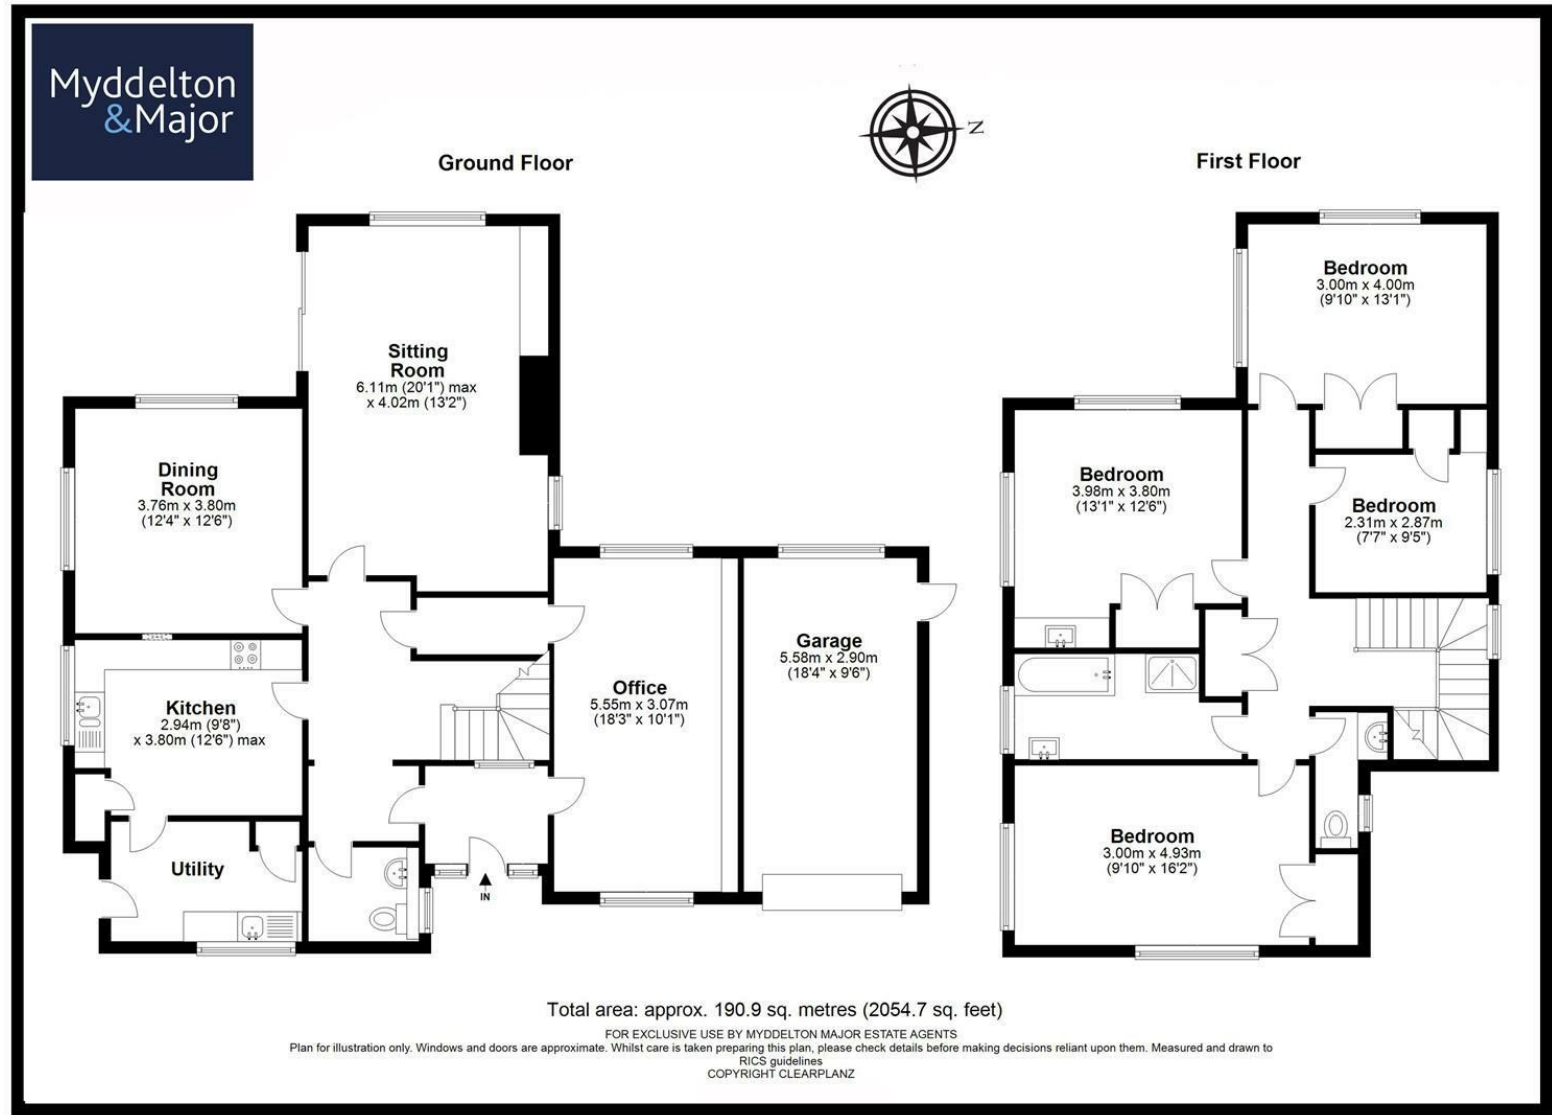 Myddelton
&Major
Ground Floor
N
First Floor
Sitting
Room
6.11m (20'1") max
x 4.02m (13'2")
Dining
Room
3.76m x 3.80m
(12'4" x 12'6")
Kitchen
2.94m (9'8")
x 3.80m (12'6") max
Utility
IN
Office
5.55m x 3.07m
(18'3" x 10'1")
Garage
5.58m x 2.90m
(18'4" x 9'6")
Bedroom
3.00m x 4.00m
(9'10" x 13'1")
Bedroom
3.98m x 3.80m
(13'1" x 12'6")
Bedroom
2.31m x 2.87m
(7'7" x 9'5")
Bedroom
3.00m x 4.93m
(9'10" x 16'2")
Total area: approx. 190.9 sq. metres (2054.7 sq. feet)
FOR EXCLUSIVE USE BY MYDDELTON MAJOR ESTATE AGENTS
Plan for illustration only. Windows and doors are approximate. Whilst care is taken preparing this plan, please check details before making decisions reliant upon them. Measured and drawn to
RICS guidelines
COPYRIGHT CLEARPLANZ